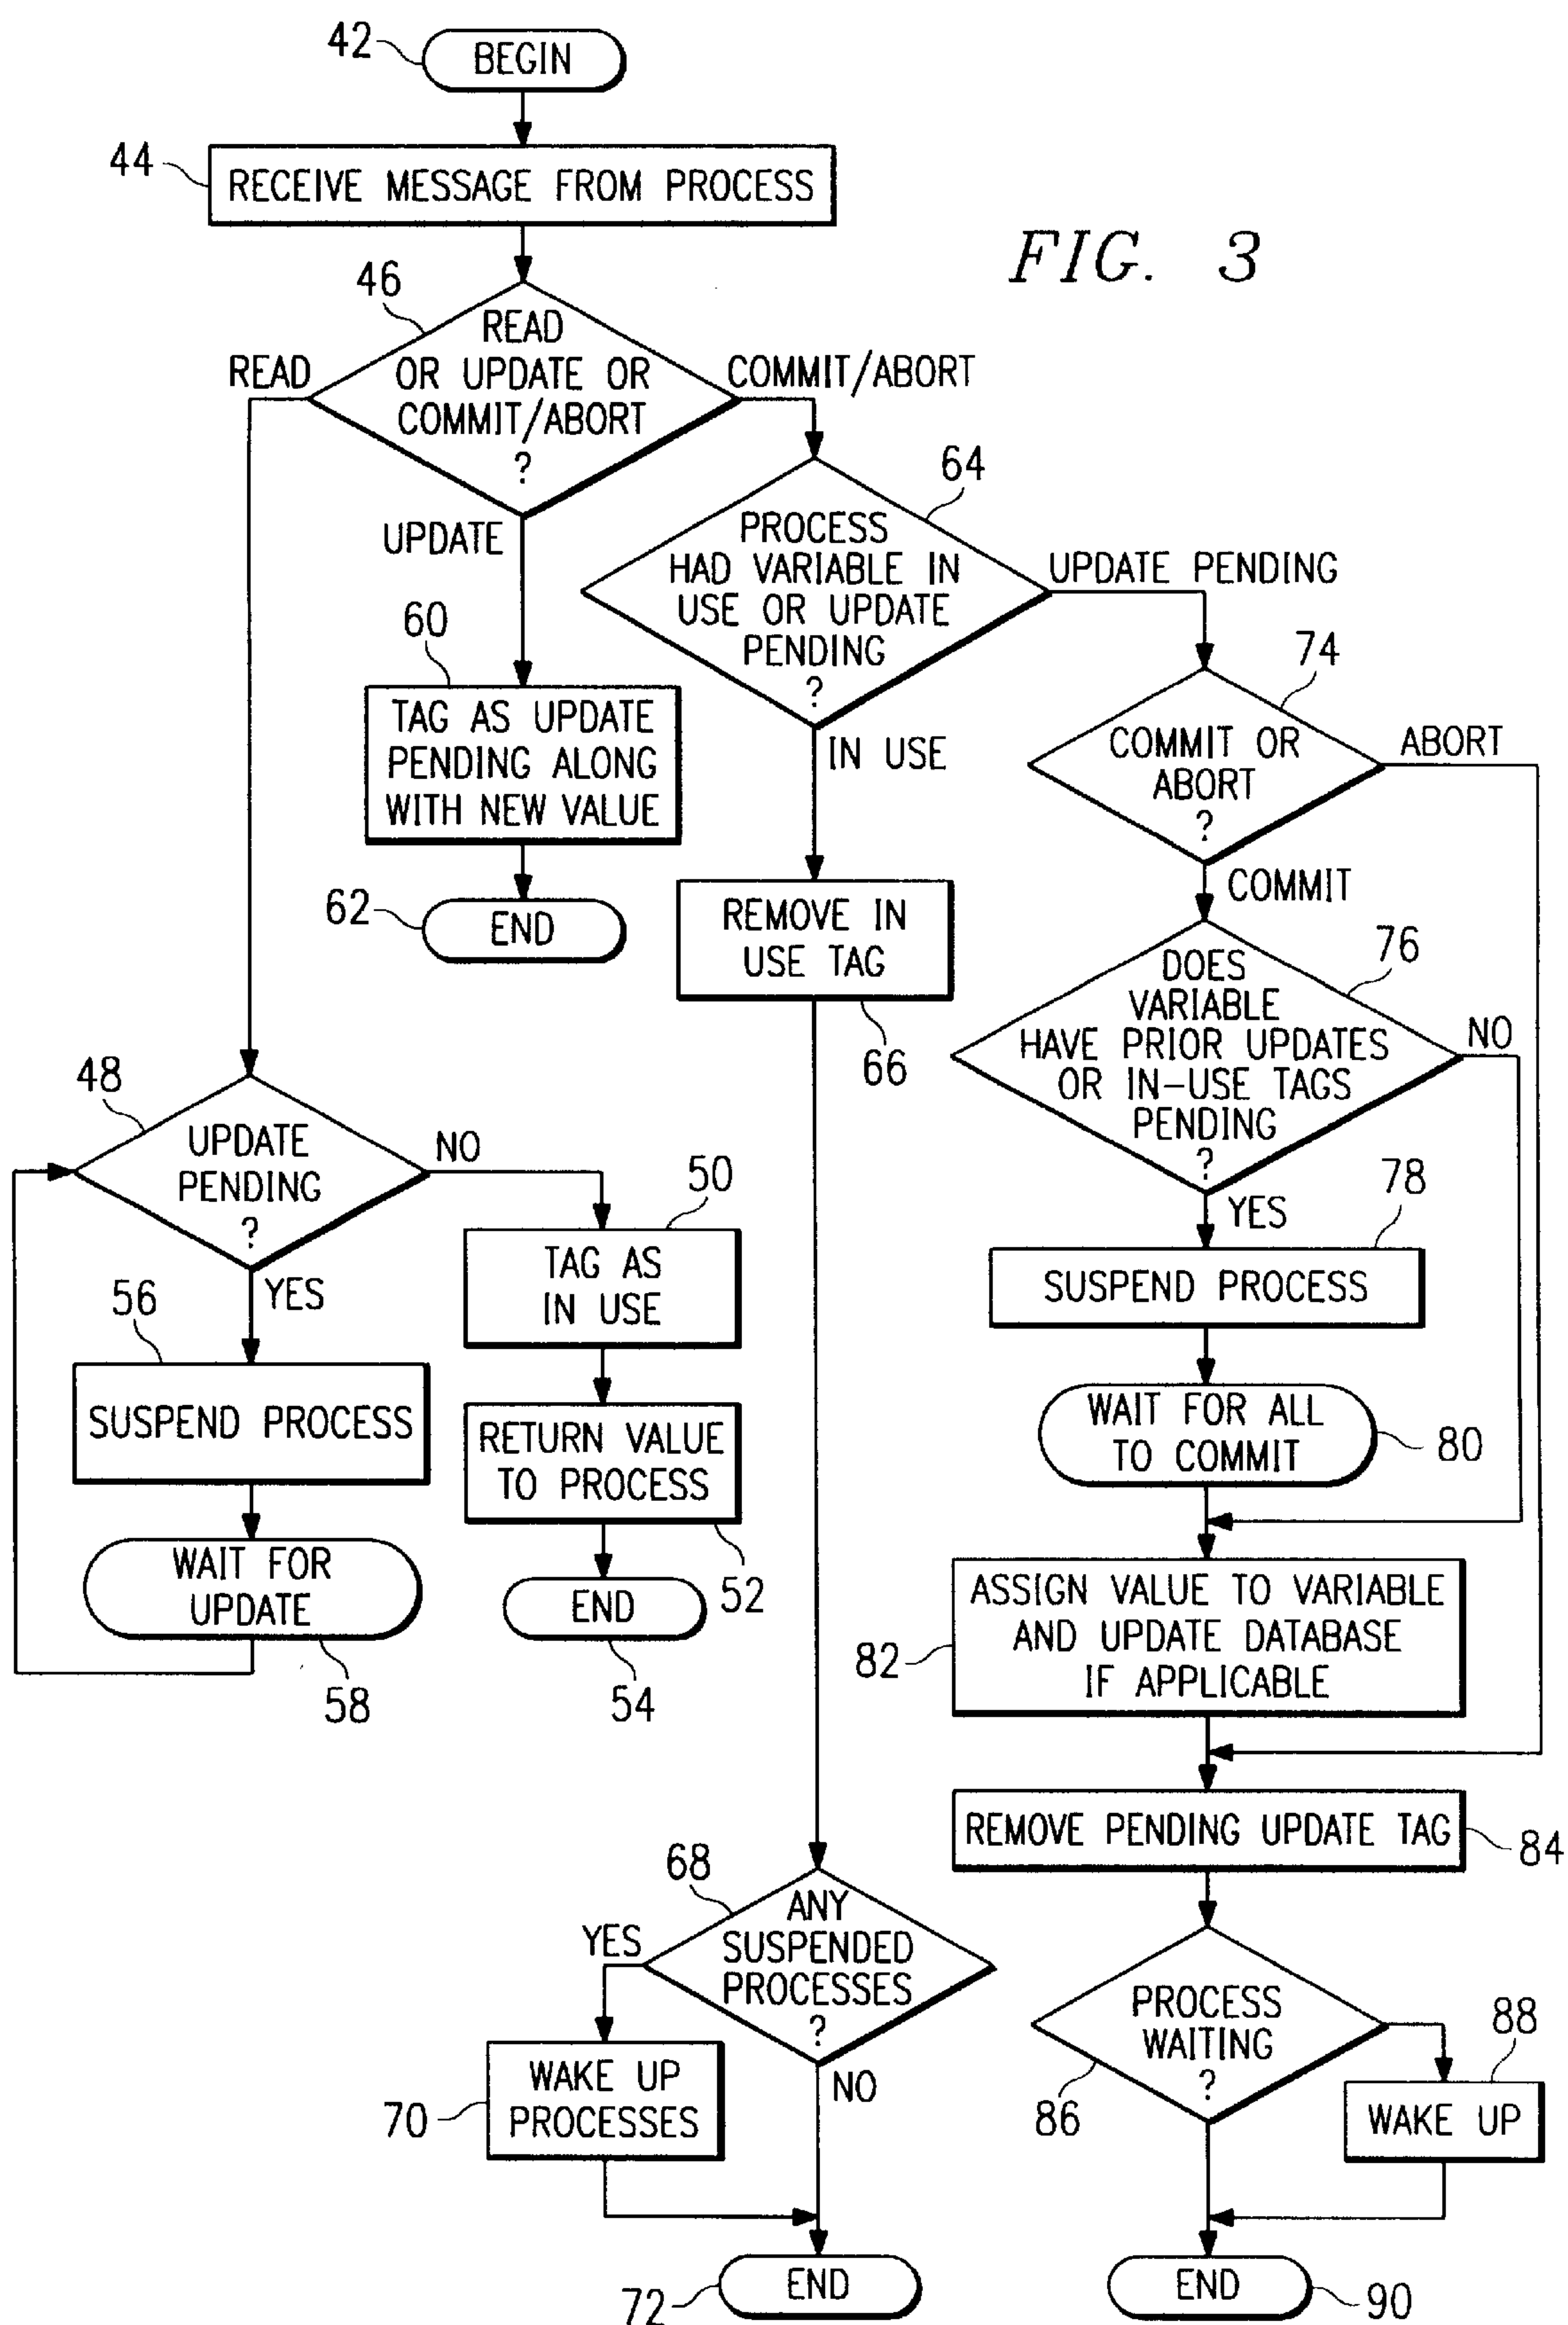 42
BEGIN
44
RECEIVE MESSAGE FROM PROCESS
FIG. 3
46
READ
OR UPDATE OR
COMMIT/ABORT
?
READ
COMMIT/ABORT
UPDATE
64
PROCESS
HAD VARIABLE IN
USE OR UPDATE
PENDING
?
UPDATE PENDING
IN USE
60
TAG AS UPDATE
PENDING ALONG
WITH NEW VALUE
62
END
74
COMMIT OR
ABORT
?
ABORT
COMMIT
REMOVE IN
USE TAG
66
76
DOES
VARIABLE
HAVE PRIOR UPDATES
OR IN-USE TAGS
PENDING
?
NO
YES
48
UPDATE
PENDING
?
NO
YES
50
TAG AS
IN USE
78
SUSPEND PROCESS
56
SUSPEND PROCESS
RETURN VALUE
TO PROCESS
52
WAIT FOR ALL
TO COMMIT
80
WAIT FOR
UPDATE
58
END
54
ASSIGN VALUE TO VARIABLE
AND UPDATE DATABASE
IF APPLICABLE
82
REMOVE PENDING UPDATE TAG
84
68
ANY
SUSPENDED
PROCESSES
?
YES
NO
WAKE UP
PROCESSES
70
PROCESS
WAITING
?
86
88
WAKE UP
END
72
END
90